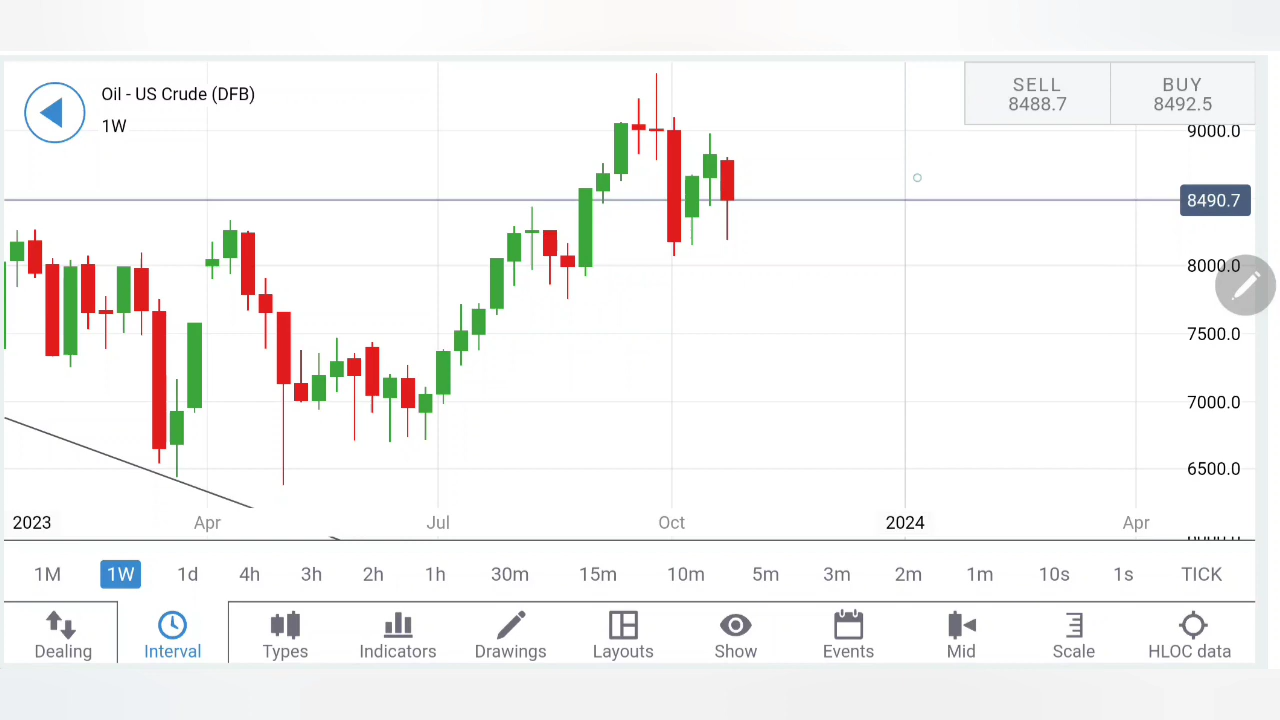 Oil - US Crude (DFB)
1W
SELL
8488.7
BUY
8492.5
9000.0
8490.7
8000.0
7500.0
7000.0
6500.0
2023 Apr Jul Oct 2024 Apr
1M 1W 1d 4h 3h 2h 1h 30m 15m 10m 5m 3m 2m 1m 10s 1s TICK
Dealing Interval Types Indicators Drawings Layouts Show Events Mid Scale HLOC data